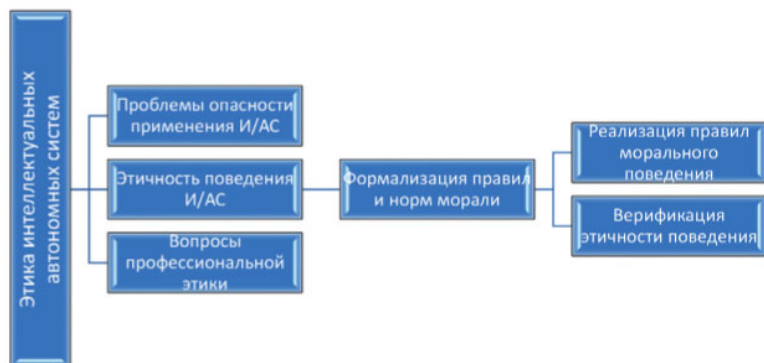 Этика интеллектуальных
автономных систем
Проблемы опасности
применения И/АС
Этичность поведения
И/АС
Вопросы
профессиональной
этики
Формализация правил
и норм морали
Реализация правил
морального
поведения
Верификация
этичности поведения